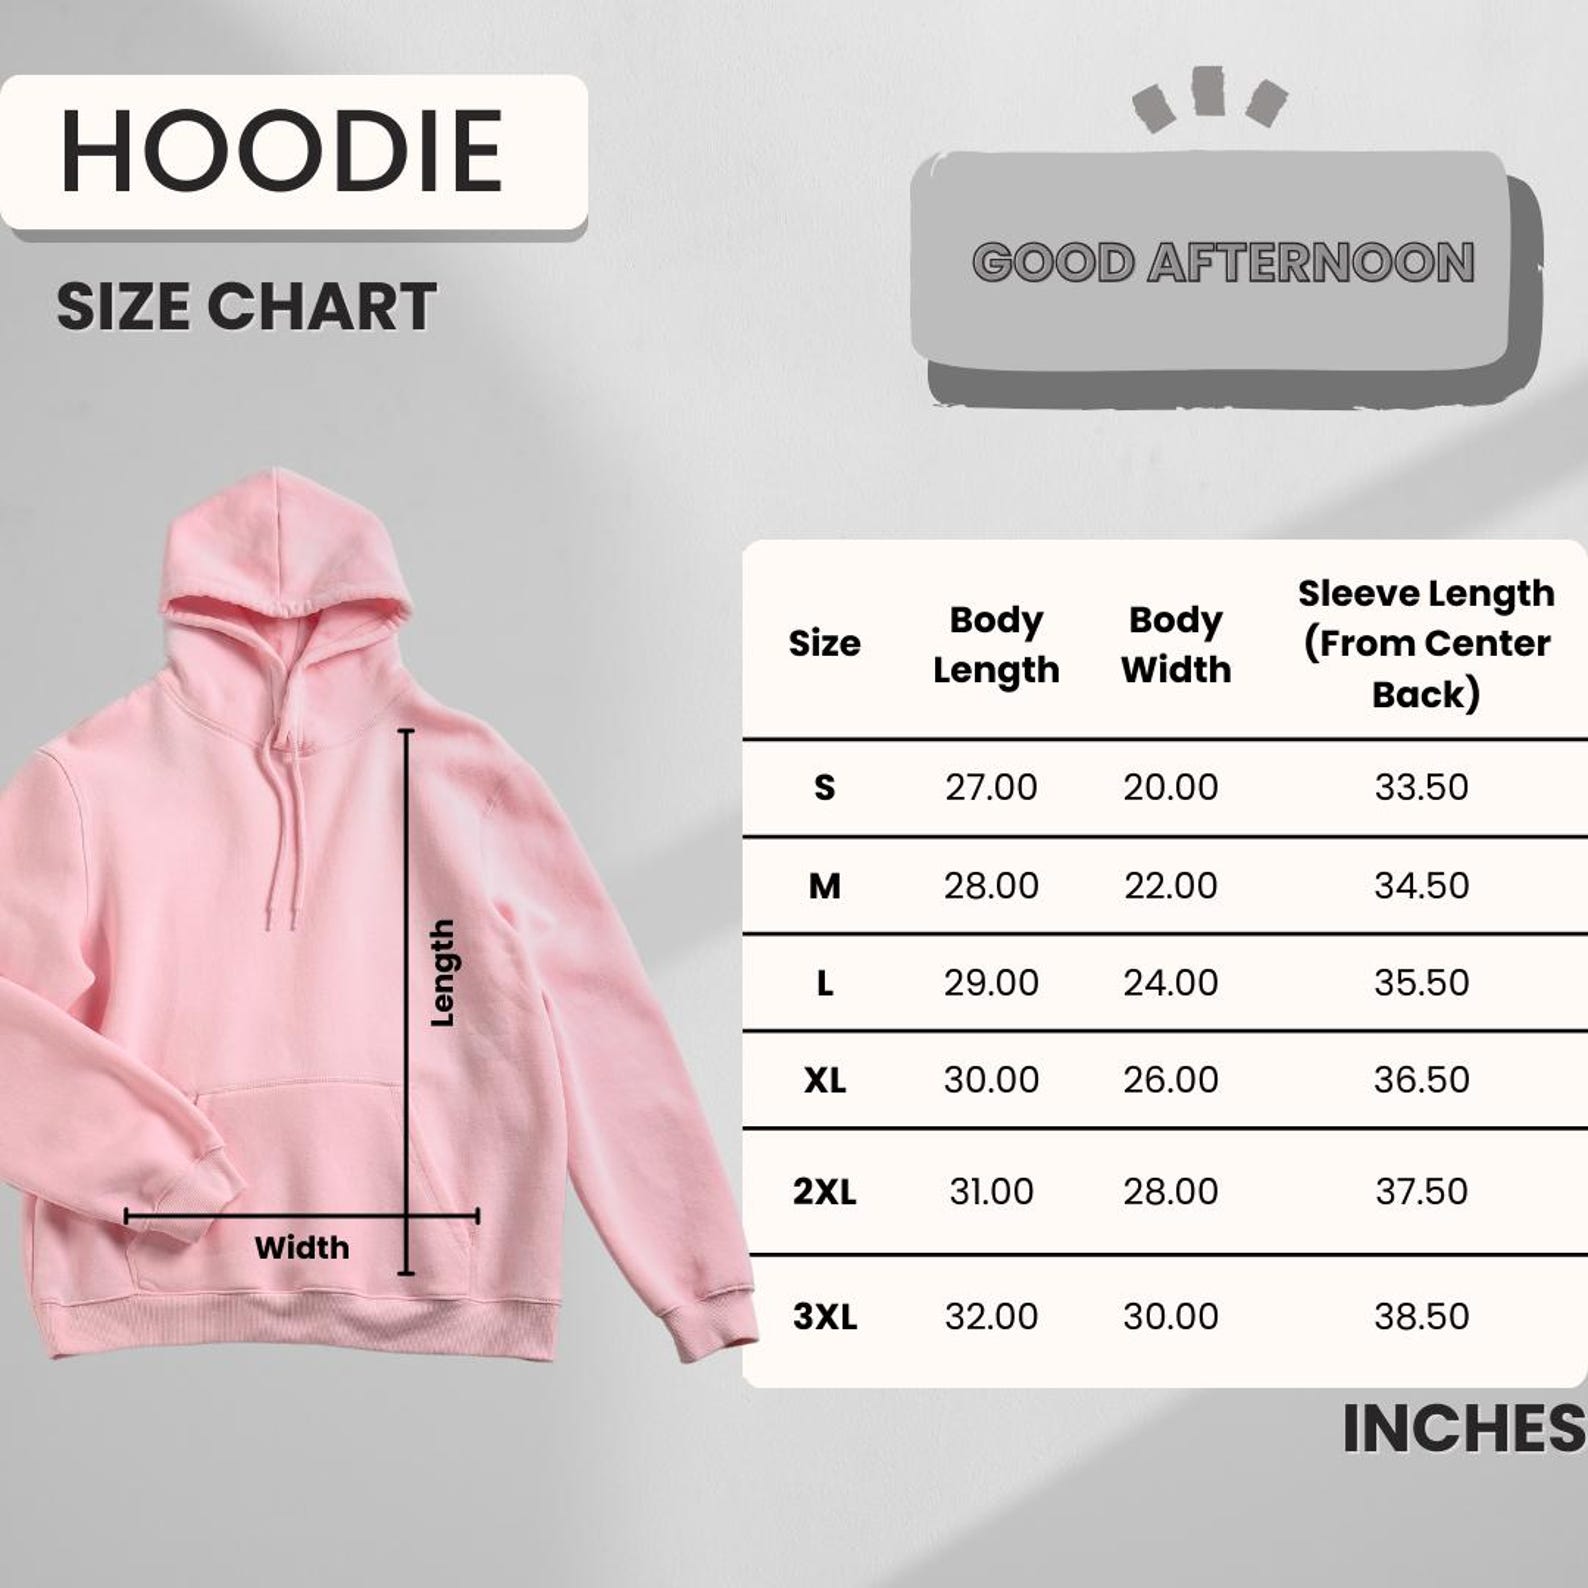 HOODIE
SIZE CHART
GOOD AFTERNOON
Size Body Length Body Width Sleeve Length (From Center Back)
S 27.00 20.00 33.50
M 28.00 22.00 34.50
L 29.00 24.00 35.50
XL 30.00 26.00 36.50
2XL 31.00 28.00 37.50
3XL 32.00 30.00 38.50
Length
Width
INCHES